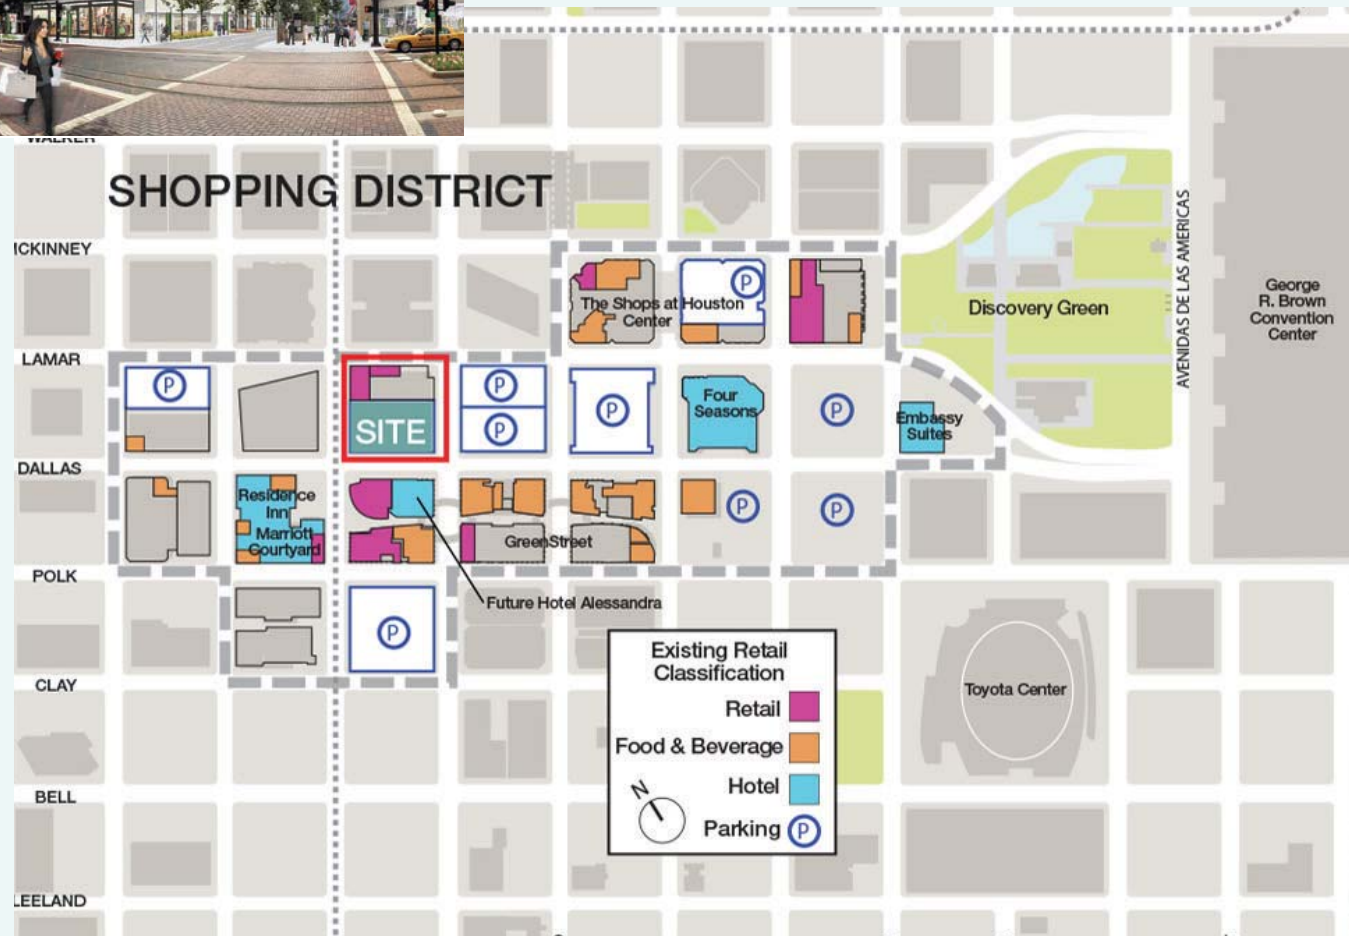 WALKER
SHOPPING DISTRICT
MCKINNEY
The Shops at Houston
Center
P
Discovery Green
AVENIDAS DE LAS AMERICAS
George
R. Brown
Convention
Center
LAMAR
P
SITE
P
P
P
Four
Seasons
P
Embassy
Suites
DALLAS
Residence
Inn
Marriott
Courtyard
GreenStreet
P
P
POLK
Future Hotel Alessandra
P
CLAY
Toyota Center
Existing Retail
Classification
Retail
Food & Beverage
Hotel
Parking P
N
BELL
LEELAND